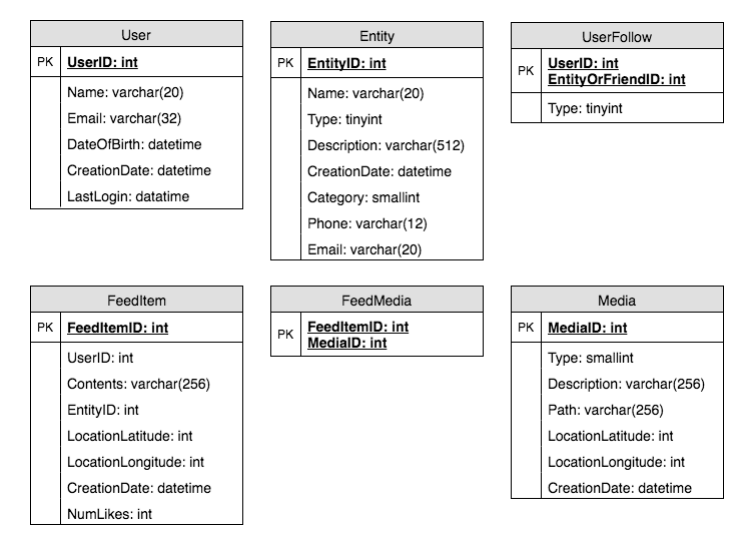 User
PK
UserID: int
Name: varchar(20)
Email: varchar(32)
DateOfBirth: datetime
CreationDate: datetime
LastLogin: datatime
Entity
PK
EntityID: int
Name: varchar(20)
Type: tinyint
Description: varchar(512)
CreationDate: datetime
Category: smallint
Phone: varchar(12)
Email: varchar(20)
UserFollow
PK
UserID: int
EntityOrFriendID: int
Type: tinyint
FeedItem
PK
FeedItemID: int
UserID: int
Contents: varchar(256)
EntityID: int
LocationLatitude: int
LocationLongitude: int
CreationDate: datetime
NumLikes: int
FeedMedia
PK
FeedItemID: int
MediaID: int
Media
PK
MediaID: int
Type: smallint
Description: varchar(256)
Path: varchar(256)
LocationLatitude: int
LocationLongitude: int
CreationDate: datetime